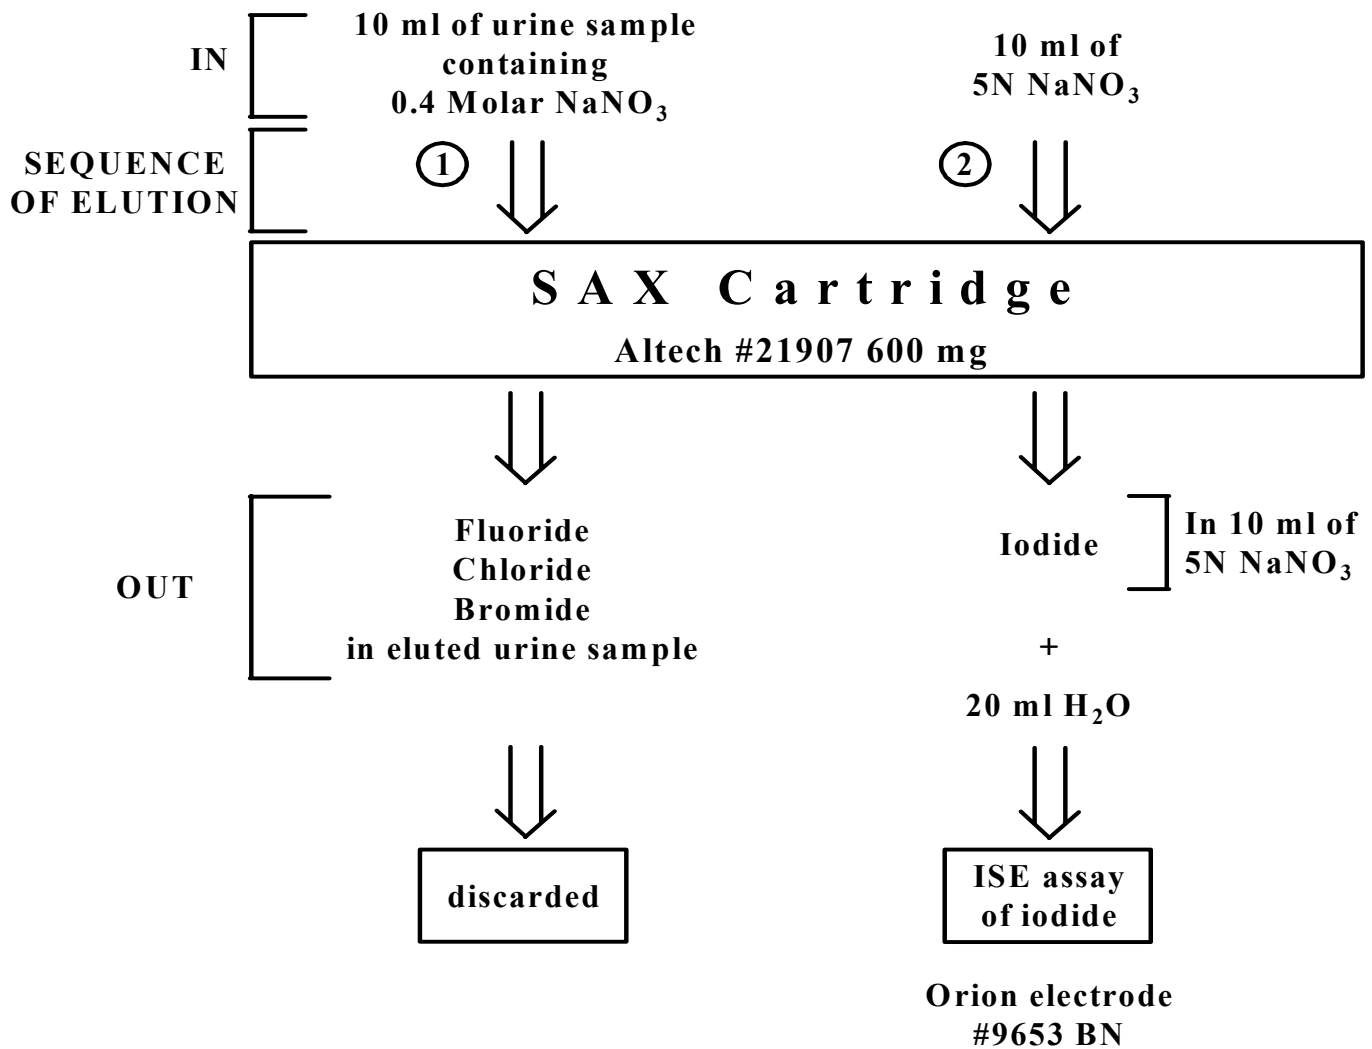 IN
10 ml of urine sample
containing
0.4 Molar NaNO₃
10 ml of
5N NaNO₃
SEQUENCE
OF ELUTION
1
2
SAX Cartridge
Altech #21907 600 mg
OUT
Fluoride
Chloride
Bromide
in eluted urine sample
Iodide
In 10 ml of
5N NaNO₃
+
20 ml H₂O
discarded
ISE assay
of iodide
Orion electrode
#9653 BN